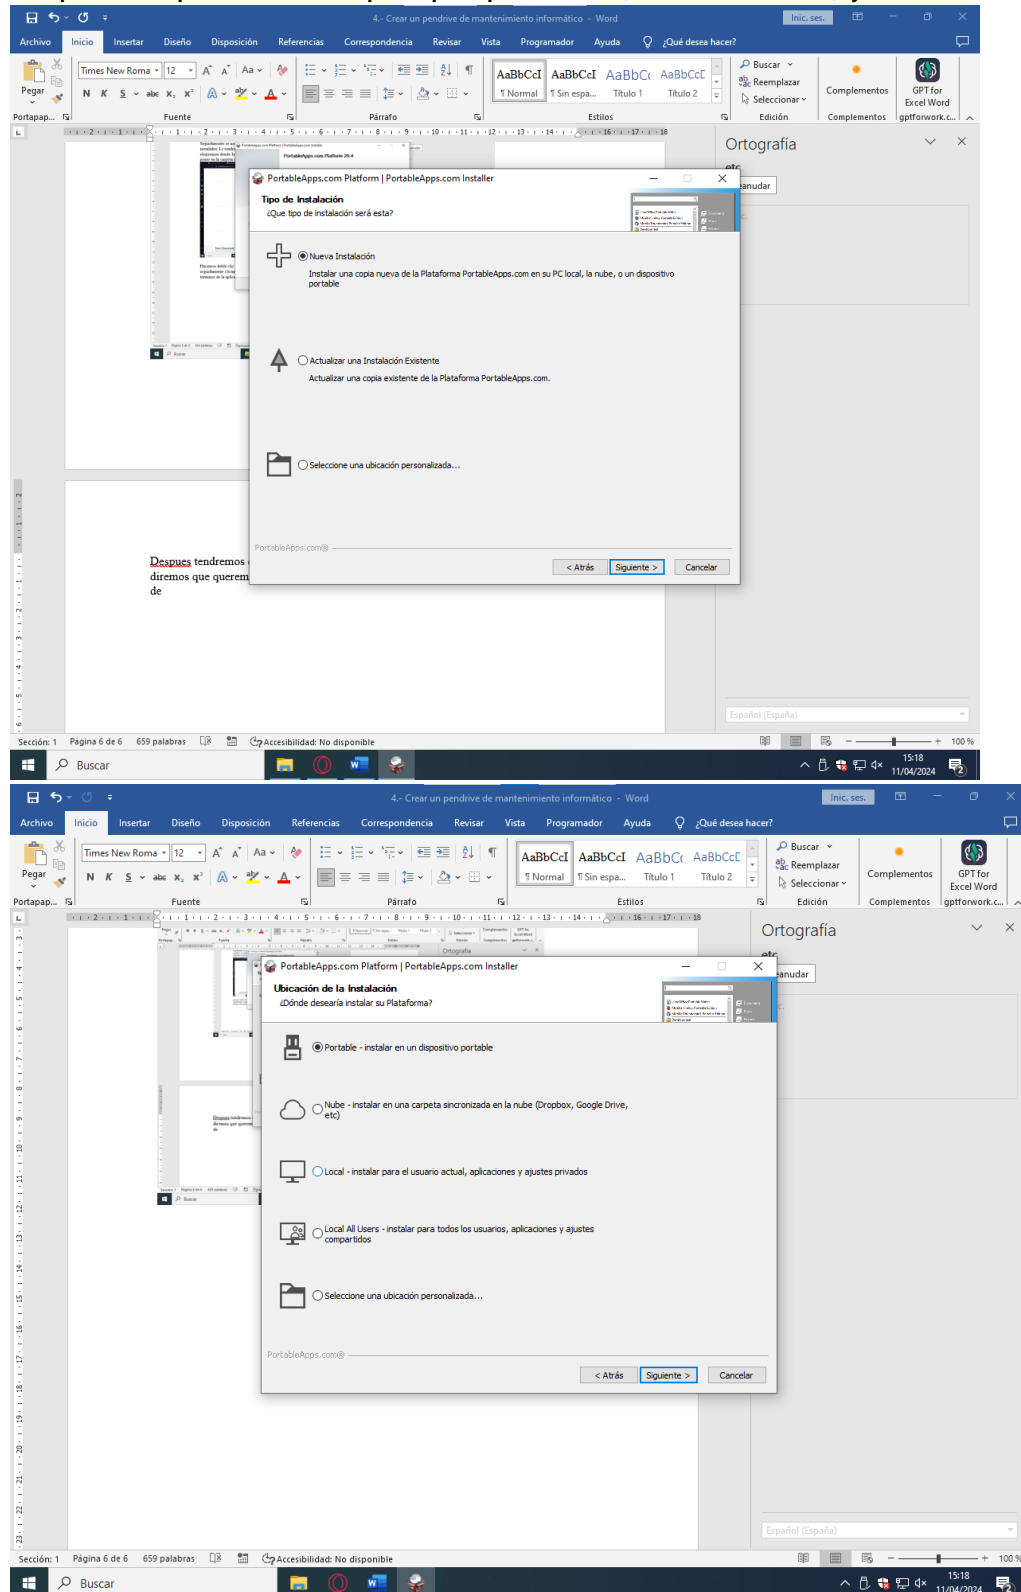 4.- Crear un pendrive de mantenimiento informático - Word
Inic. ses.
Archivo Inicio Insertar Diseño Disposición Referencias Correspondencia Revisar Vista Programador Ayuda ¿Qué desea hacer?
Pegar
Times New Roma 12
Buscar
Reemplazar
Seleccionar
AaBbCcI AaBbCcI AaBbCc AaBbCcC
¶ Normal ¶ Sin espa... Título 1 Título 2
Complementos
GPT for
Excel Word
Portapap... Fuente Párrafo Estilos Edición Complementos gptforwork.c...
Ortografía
etc
PortableApps.com Platform 29.4
PortableApps.com Platform | PortableApps.com Installer
Tipo de Instalación
¿Que tipo de instalación será esta?
Nueva Instalación
Instalar una copia nueva de la Plataforma PortableApps.com en su PC local, la nube, o un dispositivo
portable
Actualizar una Instalación Existente
Actualizar una copia existente de la Plataforma PortableApps.com.
Seleccione una ubicación personalizada...
PortableApps.com®
< Atrás Siguiente > Cancelar
Despues tendremos
diremos que querem
de
Español (España)
Sección: 1 Página 6 de 6 659 palabras Accesibilidad: No disponible 100 %
Buscar
15:18
11/04/2024
4.- Crear un pendrive de mantenimiento informático - Word
Inic. ses.
Archivo Inicio Insertar Diseño Disposición Referencias Correspondencia Revisar Vista Programador Ayuda ¿Qué desea hacer?
Pegar
Times New Roma 12
Buscar
Reemplazar
Seleccionar
AaBbCcI AaBbCcI AaBbCc AaBbCcC
¶ Normal ¶ Sin espa... Título 1 Título 2
Complementos
GPT for
Excel Word
Portapap... Fuente Párrafo Estilos Edición Complementos gptforwork.c...
Ortografía
PortableApps.com Platform | PortableApps.com Installer
Ubicación de la Instalación
¿Dónde desearía instalar su Plataforma?
Portable - instalar en un dispositivo portable
Nube - instalar en una carpeta sincronizada en la nube (Dropbox, Google Drive,
etc)
Local - instalar para el usuario actual, aplicaciones y ajustes privados
Local All Users - instalar para todos los usuarios, aplicaciones y ajustes
compartidos
Seleccione una ubicación personalizada...
PortableApps.com®
< Atrás Siguiente > Cancelar
Español (España)
Sección: 1 Página 6 de 6 659 palabras Accesibilidad: No disponible 100 %
Buscar
15:18
11/04/2024